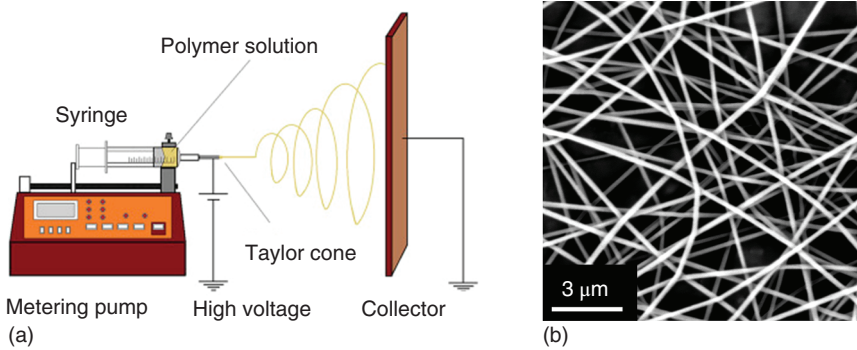 Polymer solution
Syringe
Taylor cone
Metering pump
High voltage
Collector
(a)
3 μm
(b)